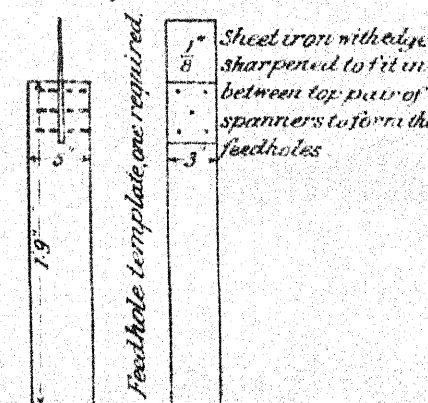 1/8" Sheet iron with edge
sharpened to fit in
between top pair of
spanners to form the
feedholes
5"
3"
1.9"
Feedhole template, one required.